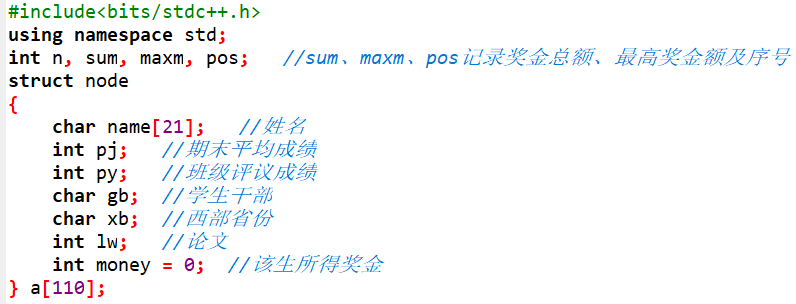 #include<bits/stdc++.h>
using namespace std;
int n, sum, maxm, pos;   //sum、maxm、pos记录奖金总额、最高奖金额及序号
struct node
{
    char name[21];   //姓名
    int pj;   //期末平均成绩
    int py;   //班级评议成绩
    char gb;  //学生干部
    char xb;  //西部省份
    int lw;   //论文
    int money = 0;  //该生所得奖金
} a[110];